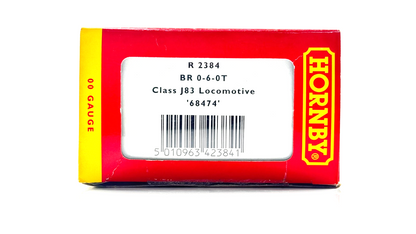 00 GAUGE
R 2384
BR 0-6-0T
Class J83 Locomotive
'68474'
5 010963 423841
HORNBY®